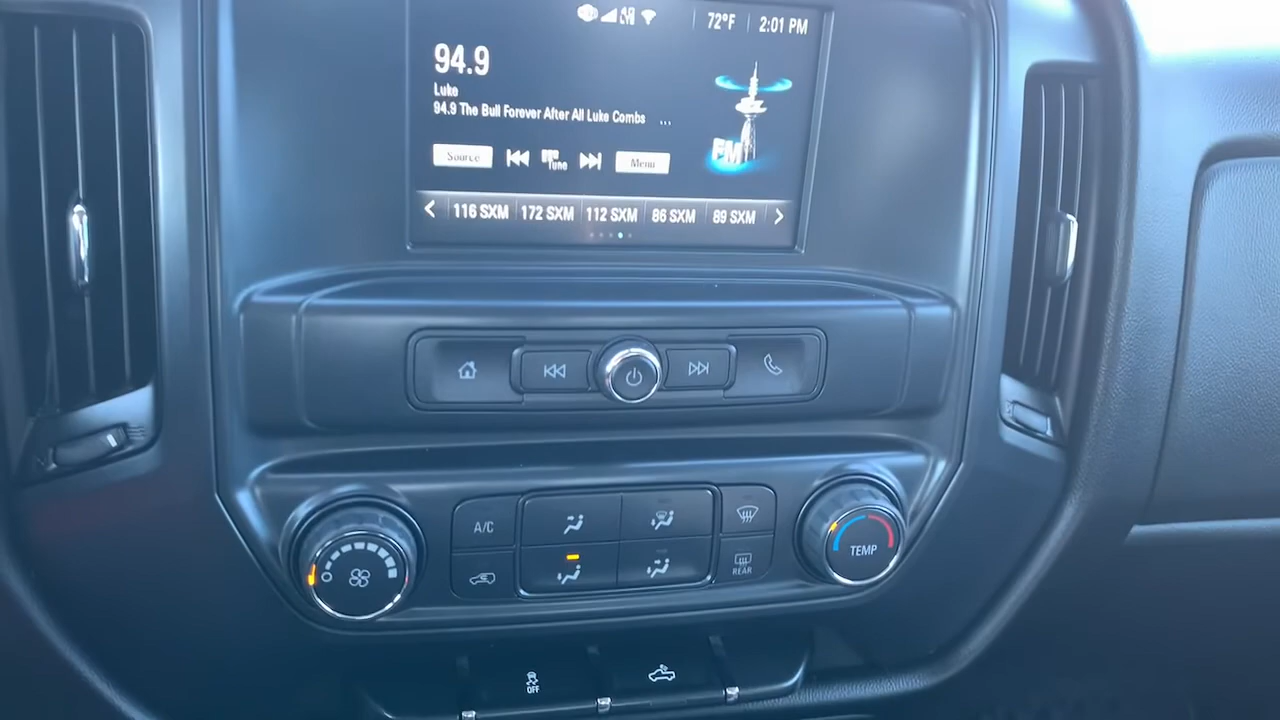 72°F 2:01 PM
94.9
Luke
94.9 The Bull Forever After All Luke Combs ...
FM
Source Tune Menu
116 SXM 172 SXM 112 SXM 86 SXM 89 SXM
A/C
REAR
TEMP
OFF